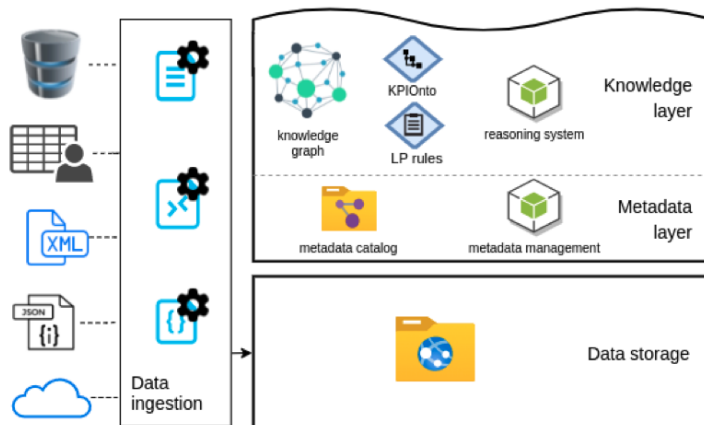 XML
JSON
{i}
{}
Data
ingestion
knowledge
graph
KPIOnto
LP rules
reasoning system
Knowledge
layer
metadata catalog
metadata management
Metadata
layer
Data storage